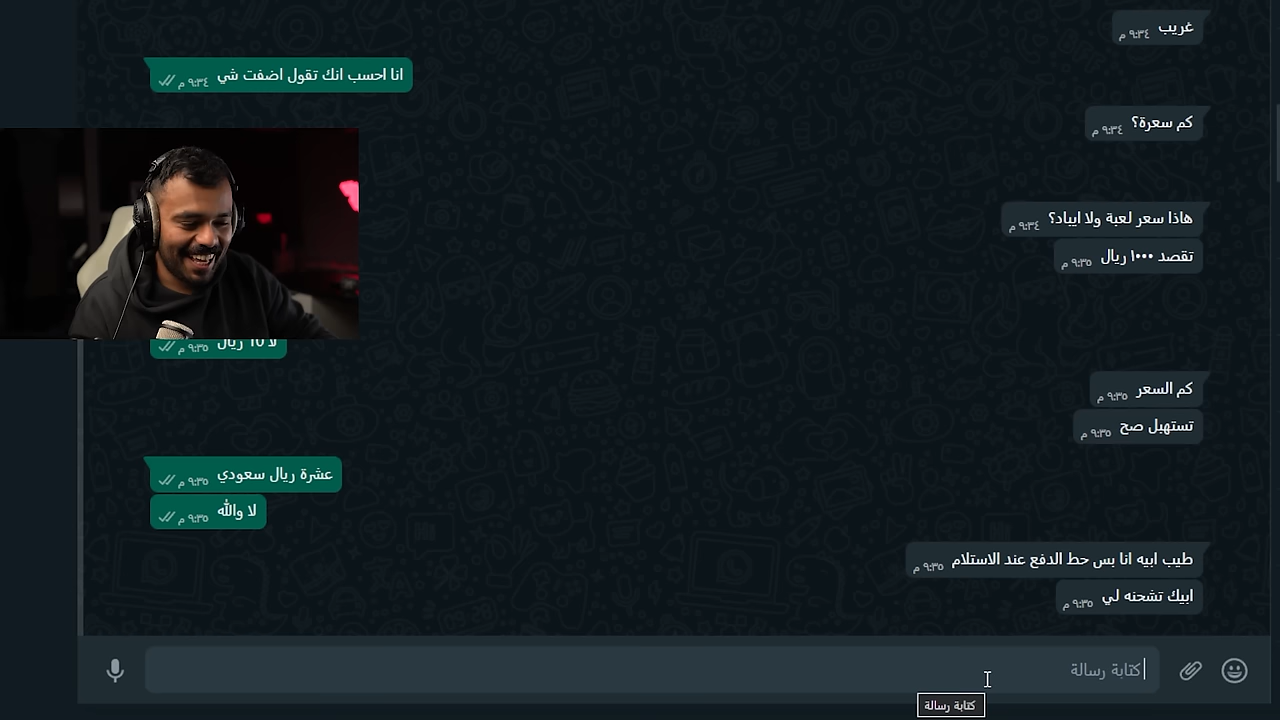 غريب ٩:٣٤ م
انا احسب انك تقول اضفت شي ٩:٣٤ م
كم سعرة؟ ٩:٣٤ م
هاذا سعر لعبة ولا ايباد؟ ٩:٣٤ م
تقصد ١٠٠٠ ريال ٩:٣٥ م
لا 10 ريال ٩:٣٥ م
كم السعر ٩:٣٥ م
تستهبل صح ٩:٣٥ م
عشرة ريال سعودي ٩:٣٥ م
لا والله ٩:٣٥ م
طيب ابيه انا بس حط الدفع عند الاستلام ٩:٣٥ م
ابيك تشحنه لي ٩:٣٥ م
كتابة رسالة
كتابة رسالة